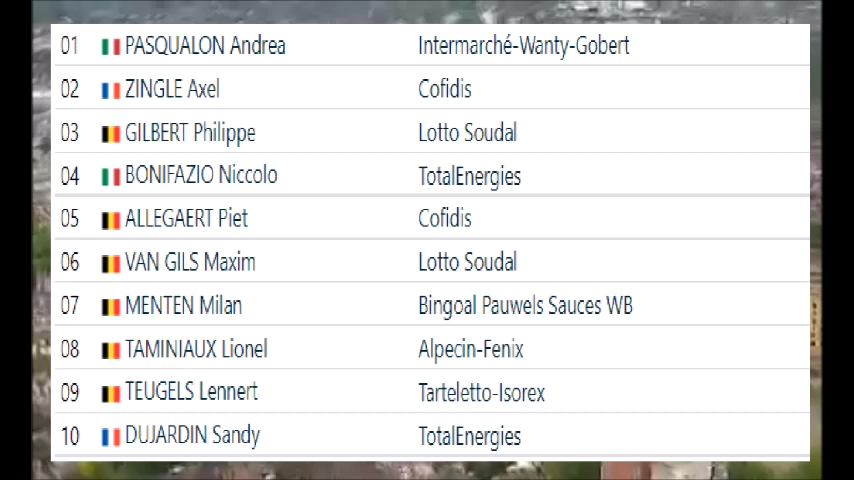 01 PASQUALON Andrea Intermarché-Wanty-Gobert
02 ZINGLE Axel Cofidis
03 GILBERT Philippe Lotto Soudal
04 BONIFAZIO Niccolo TotalEnergies
05 ALLEGAERT Piet Cofidis
06 VAN GILS Maxim Lotto Soudal
07 MENTEN Milan Bingoal Pauwels Sauces WB
08 TAMINIAUX Lionel Alpecin-Fenix
09 TEUGELS Lennert Tarteletto-Isorex
10 DUJARDIN Sandy TotalEnergies